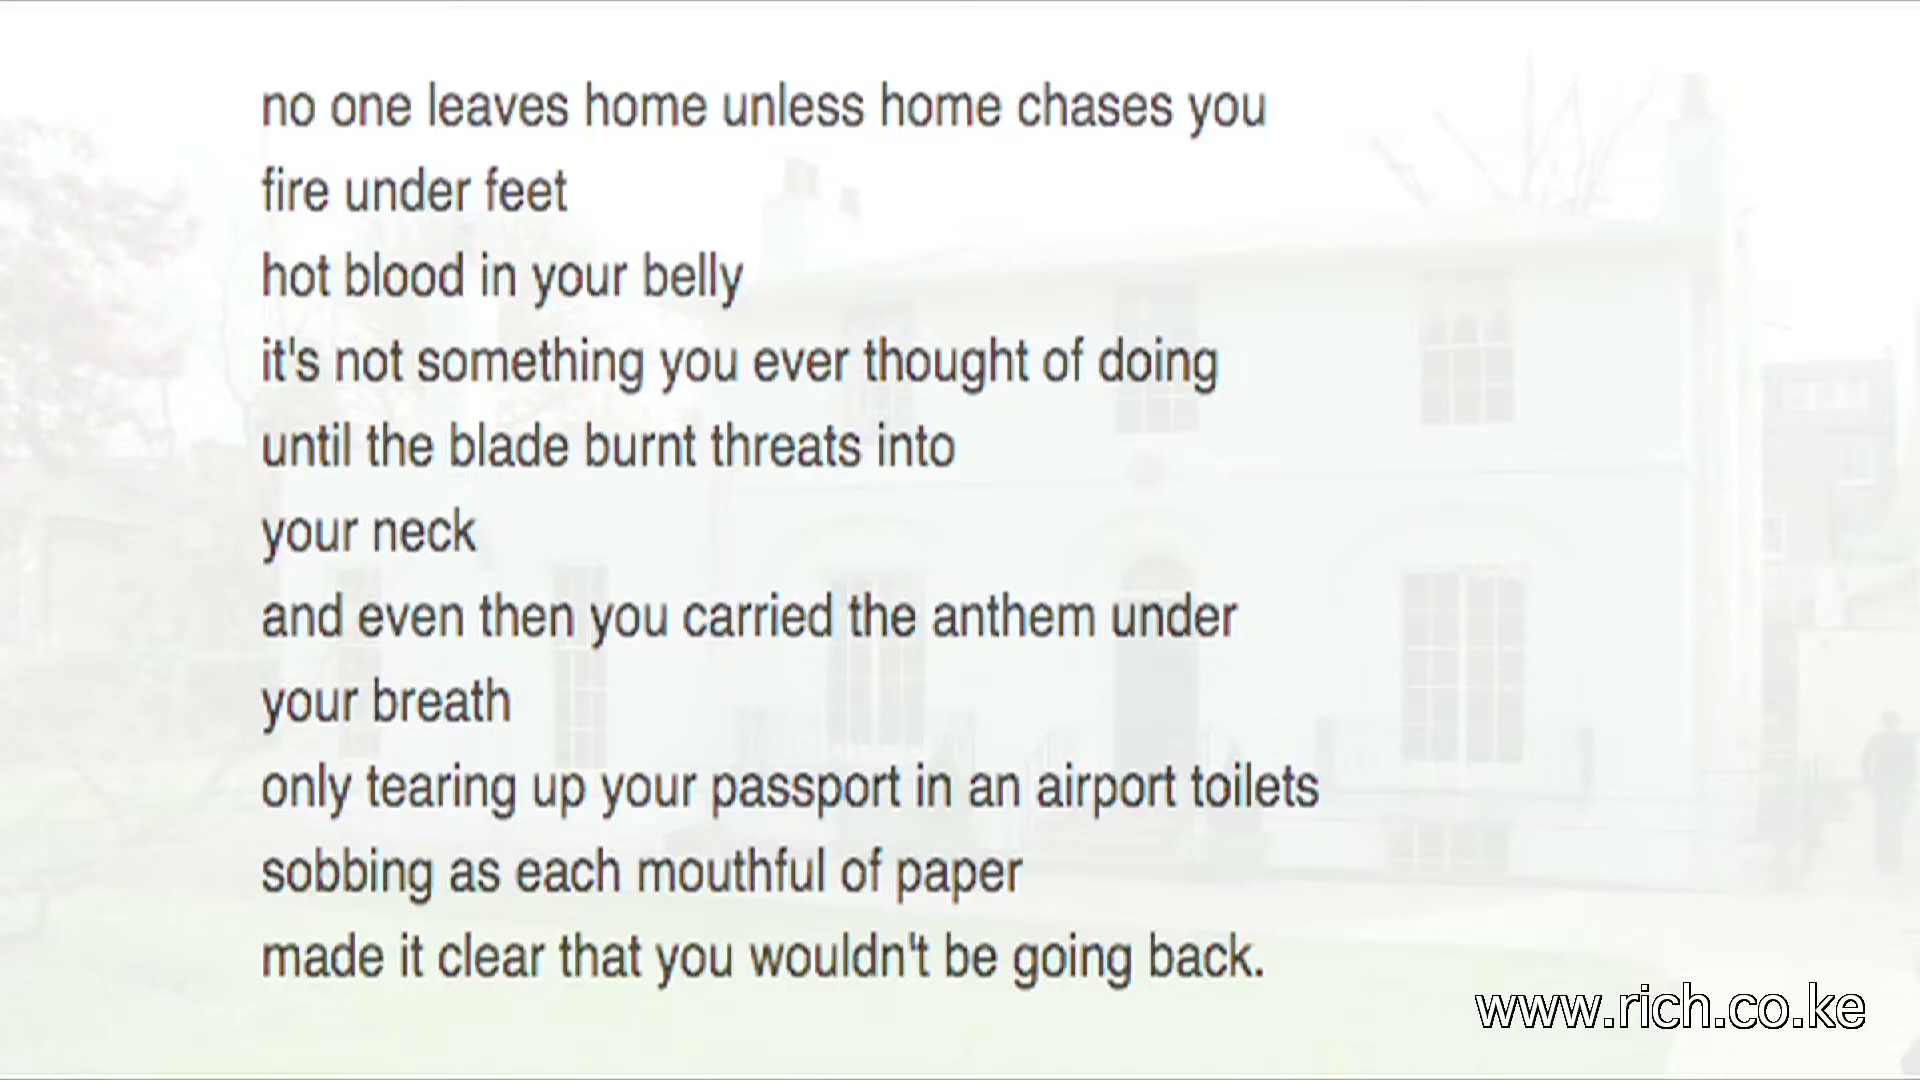 no one leaves home unless home chases you
fire under feet
hot blood in your belly
it's not something you ever thought of doing
until the blade burnt threats into
your neck
and even then you carried the anthem under
your breath
only tearing up your passport in an airport toilets
sobbing as each mouthful of paper
made it clear that you wouldn't be going back.
www.rich.co.ke